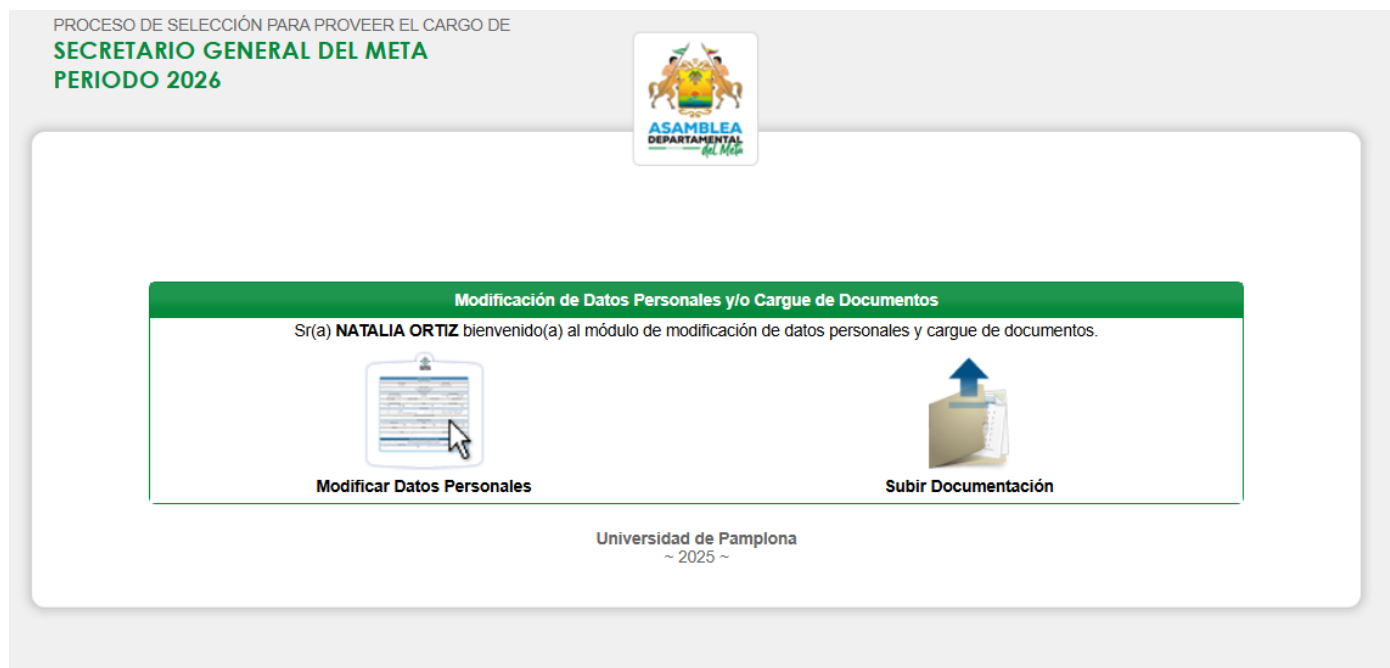 PROCESO DE SELECCIÓN PARA PROVEER EL CARGO DE
SECRETARIO GENERAL DEL META
PERIODO 2026
ASAMBLEA
DEPARTAMENTAL
del Meta
Modificación de Datos Personales y/o Cargue de Documentos
Sr(a) NATALIA ORTIZ bienvenido(a) al módulo de modificación de datos personales y cargue de documentos.
Modificar Datos Personales
Subir Documentación
Universidad de Pamplona
~ 2025 ~